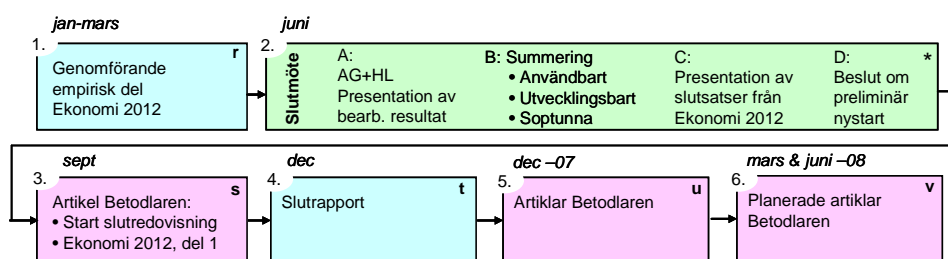 jan-mars
1.
r
Genomförande
empirisk del
Ekonomi 2012
juni
2.
Slutmöte
A:
AG+HL
Presentation av
bearb. resultat
B: Summering
• Användbart
• Utvecklingsbart
• Soptunna
C:
Presentation av
slutsatser från
Ekonomi 2012
D:
*
Beslut om
preliminär
nystart
sept
3.
s
Artikel Betodlaren:
• Start slutredovisning
• Ekonomi 2012, del 1
dec
4.
t
Slutrapport
dec –07
5.
u
Artiklar Betodlaren
mars & juni –08
6.
v
Planerade artiklar
Betodlaren